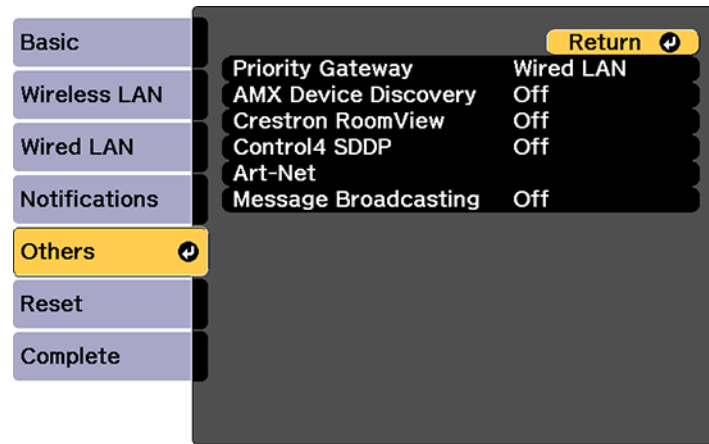 Basic
Wireless LAN
Wired LAN
Notifications
Others
Reset
Complete
Return
Priority Gateway Wired LAN
AMX Device Discovery Off
Crestron RoomView Off
Control4 SDDP Off
Art-Net
Message Broadcasting Off